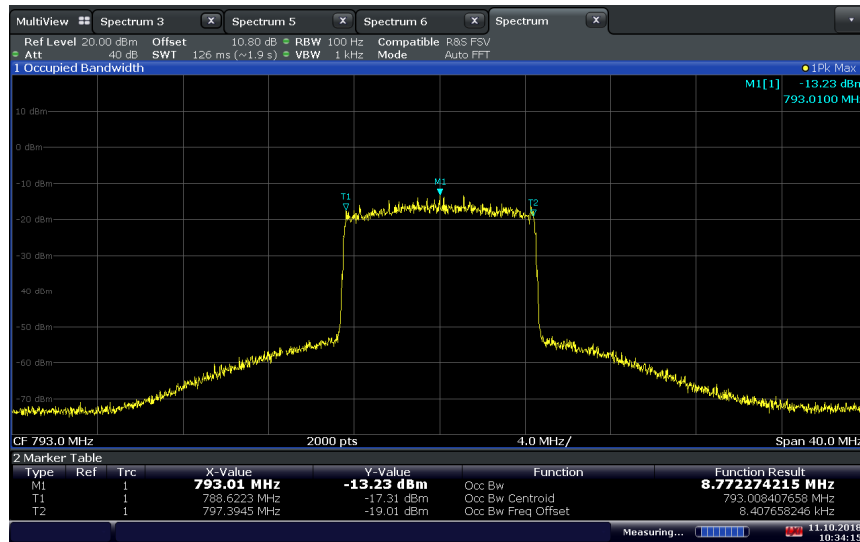 MultiView Spectrum 3 X Spectrum 5 X Spectrum 6 X Spectrum X
Ref Level 20.00 dBm Offset 10.80 dB RBW 100 Hz Compatible R&S FSV
Att 40 dB SWT 126 ms (~1.9 s) VBW 1 kHz Mode Auto FFT
1 Occupied Bandwidth 1Pk Max
M1[1] -13.23 dBm
793.0100 MH
10 dBm
0 dBm
-10 dBm
M1
T1
T2
-20 dBm
-30 dBm
-40 dBm
-50 dBm
-60 dBm
-70 dBm
CF 793.0 MHz 2000 pts 4.0 MHz/ Span 40.0 MHz
2 Marker Table
Type Ref Trc X-Value Y-Value Function Function Result
M1 1 793.01 MHz -13.23 dBm Occ Bw 8.772274215 MHz
T1 1 788.6223 MHz -17.31 dBm Occ Bw Centroid 793.008407658 MHz
T2 1 797.3945 MHz -19.01 dBm Occ Bw Freq Offset 8.407658246 kHz
Measuring... 11.10.2018
10:34:15